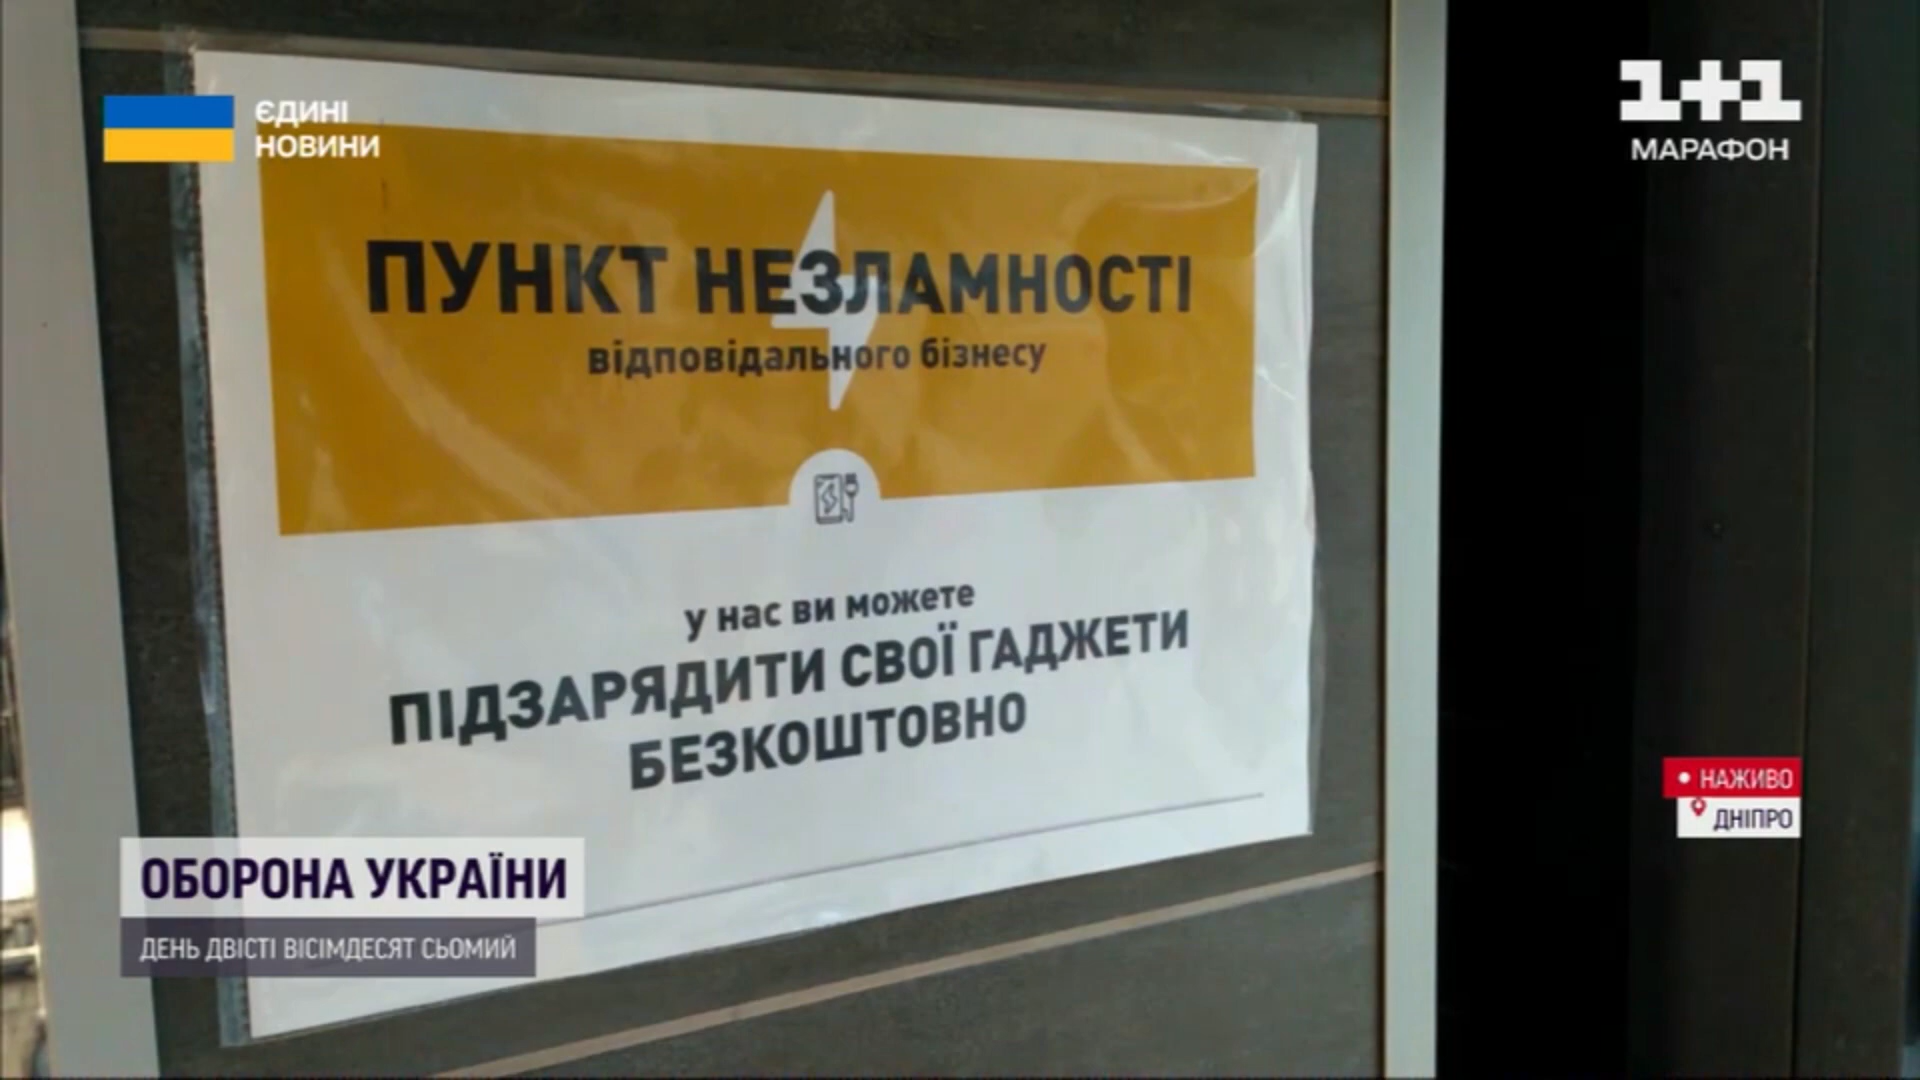 ЄДИНІ
НОВИНИ
1+1
МАРАФОН
ПУНКТ НЕЗЛАМНОСТІ
відповідального бізнесу
у нас ви можете
ПІДЗАРЯДИТИ СВОЇ ГАДЖЕТИ
БЕЗКОШТОВНО
НАЖИВО
ДНІПРО
ОБОРОНА УКРАЇНИ
ДЕНЬ ДВІСТІ ВІСІМДЕСЯТ СЬОМИЙ